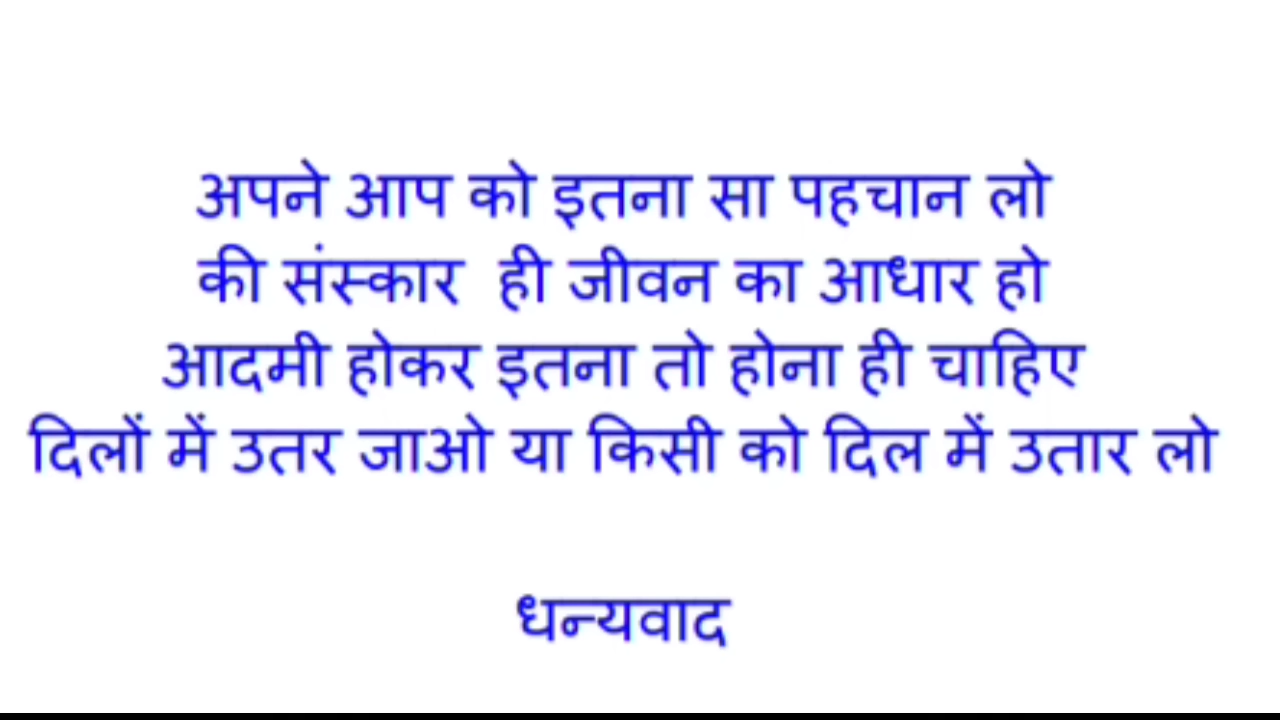 अपने आप को इतना सा पहचान लो
की संस्कार ही जीवन का आधार हो
आदमी होकर इतना तो होना ही चाहिए
दिलों में उतर जाओ या किसी को दिल में उतार लो
धन्यवाद